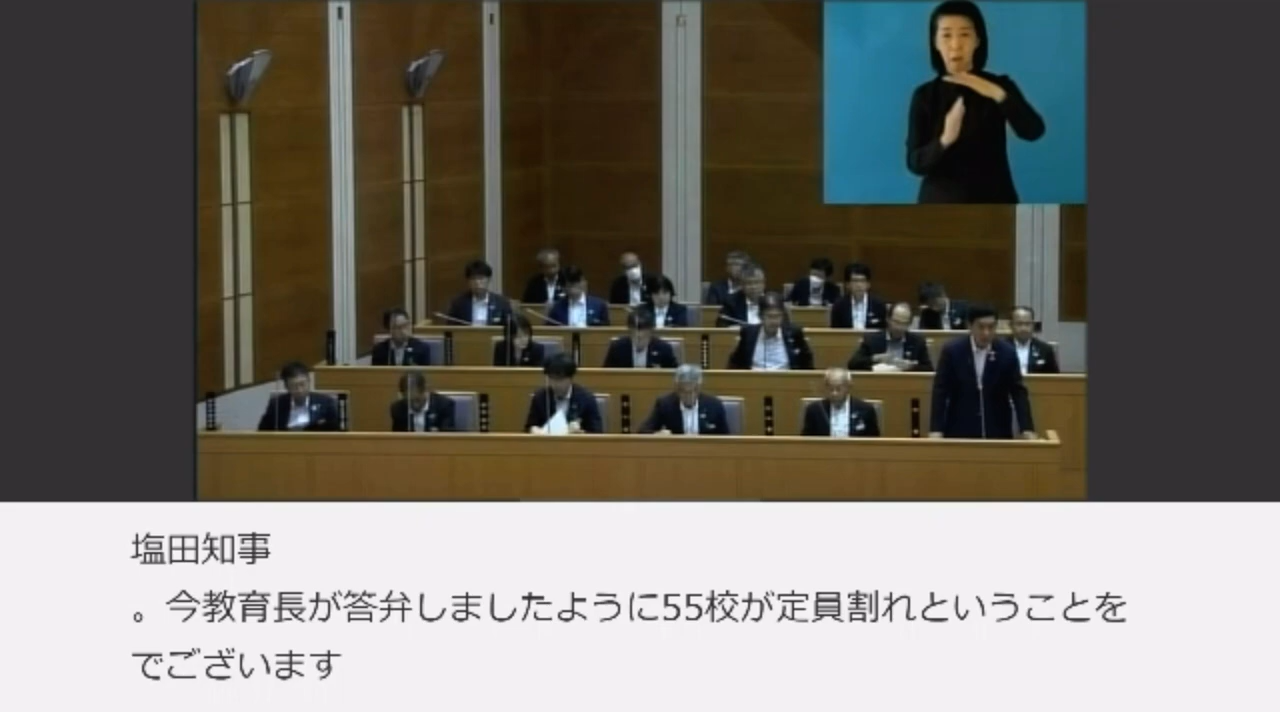 塩田知事
。今教育長が答弁しましたように55校が定員割れということを
でございます